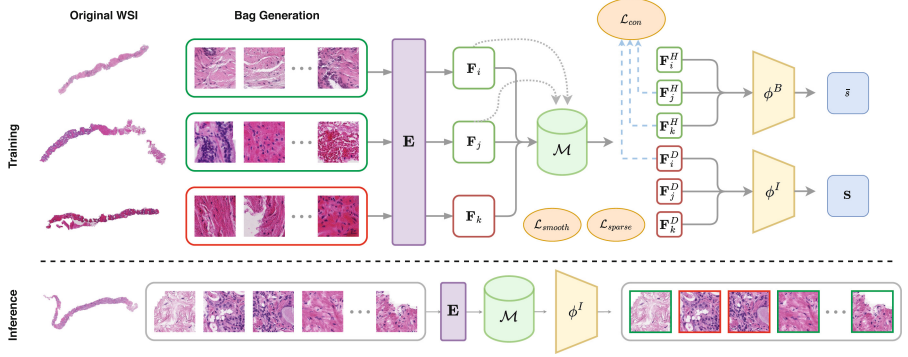 Original WSI
Bag Generation
Training
E
F_i
F_j
F_k
M
L_con
L_smooth
L_sparse
F_i^H
F_j^H
F_k^H
F_i^D
F_j^D
F_k^D
ϕ^B
ϕ^I
s̄
s
Inference
E
M
ϕ^I